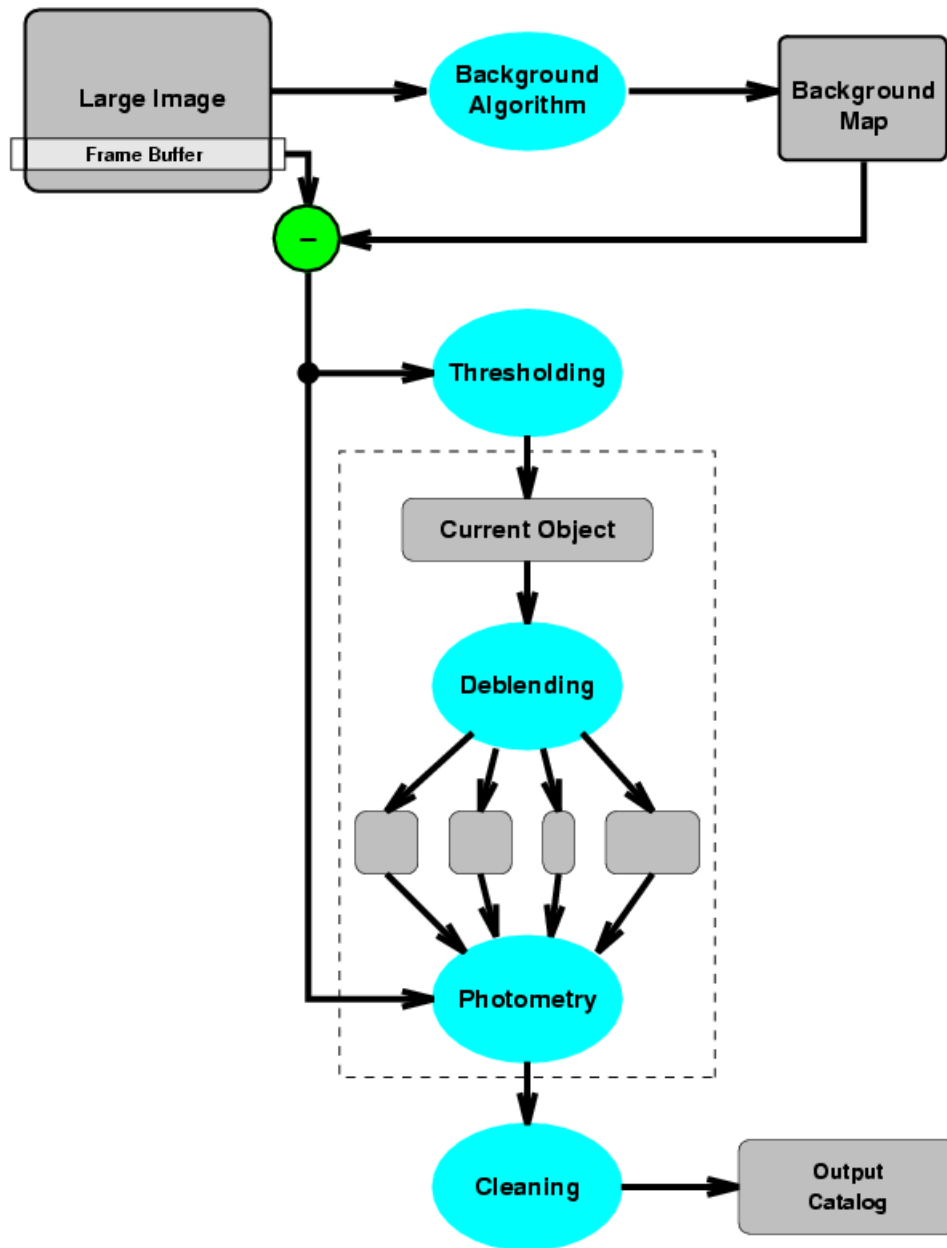 Large Image
Frame Buffer
Background
Algorithm
Background
Map
–
Thresholding
Current Object
Deblending
Photometry
Cleaning
Output
Catalog